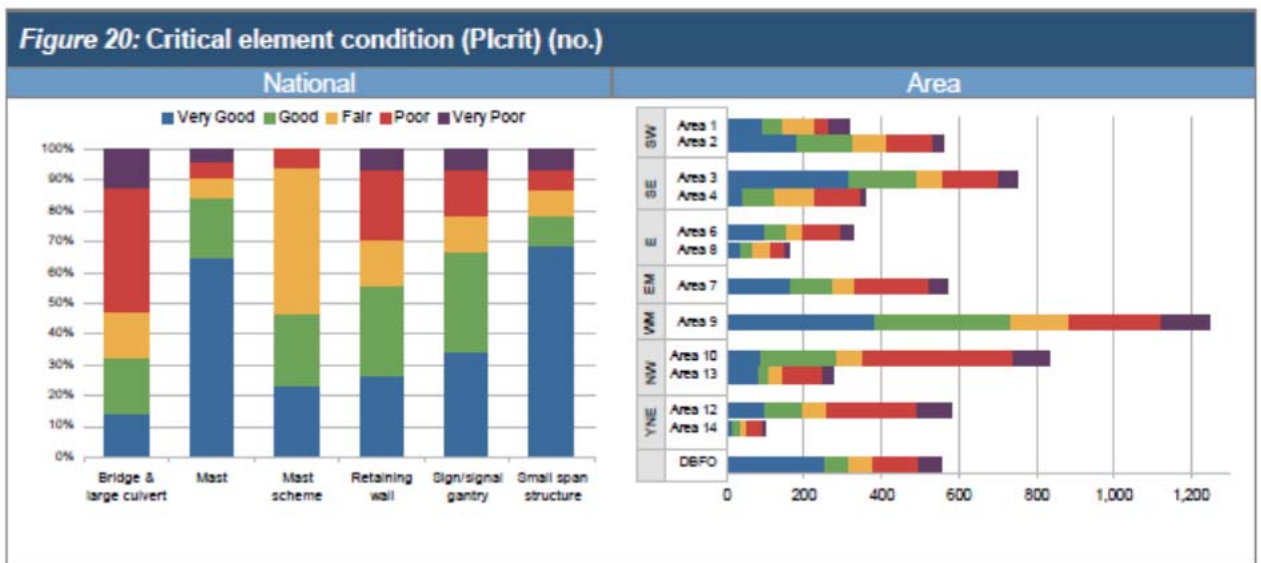 Figure 20: Critical element condition (PIcrit) (no.)
National
Area
Very Good Good Fair Poor Very Poor
100%
90%
80%
70%
60%
50%
40%
30%
20%
10%
0%
Bridge &
large culvert
Mast
Mast
scheme
Retaining
wall
Sign/signal
gantry
Small span
structure
SW
Area 1
Area 2
SE
Area 3
Area 4
E
Area 6
Area 8
EM
Area 7
WM
Area 9
NW
Area 10
Area 13
YNE
Area 12
Area 14
DBFO
0 200 400 600 800 1,000 1,200